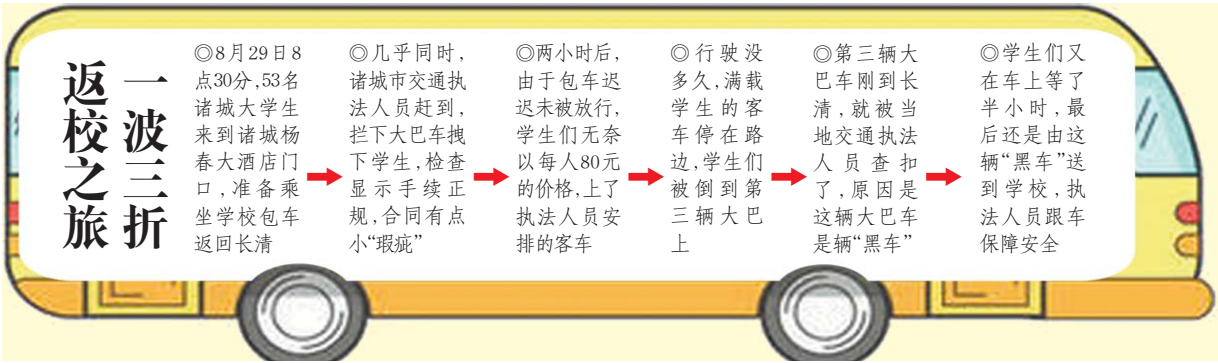 一波三折
返校之旅
◎8月29日8
点30分,53名
诸城大学生
来到诸城杨
春大酒店门
口,准备乘
坐学校包车
返回长清
◎几乎同时,
诸城市交通执
法人员赶到,
拦下大巴车拽
下学生,检查
显示手续正
规,合同有点
小“瑕疵”
◎两小时后,
由于包车迟
迟未被放行,
学生们无奈
以每人80元
的价格,上了
执法人员安
排的客车
◎行驶没
多久,满载
学生的客
车停在路
边,学生们
被倒到第
三辆大巴
上
◎第三辆大
巴车刚到长
清,就被当
地交通执法
人员查扣
了,原因是
这辆大巴车
是辆“黑车”
◎学生们又
在车上等了
半小时,最
后还是由这
辆“黑车”送
到学校,执
法人员跟车
保障安全